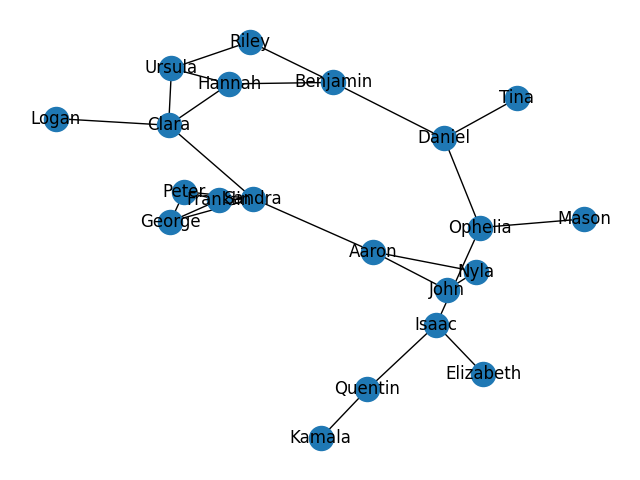 Riley
Ursula
Hannah
Benjamin
Tina
Logan
Clara
Daniel
Peter
Franklin
Sandra
George
Mason
Ophelia
Aaron
Nyla
John
Isaac
Elizabeth
Quentin
Kamala